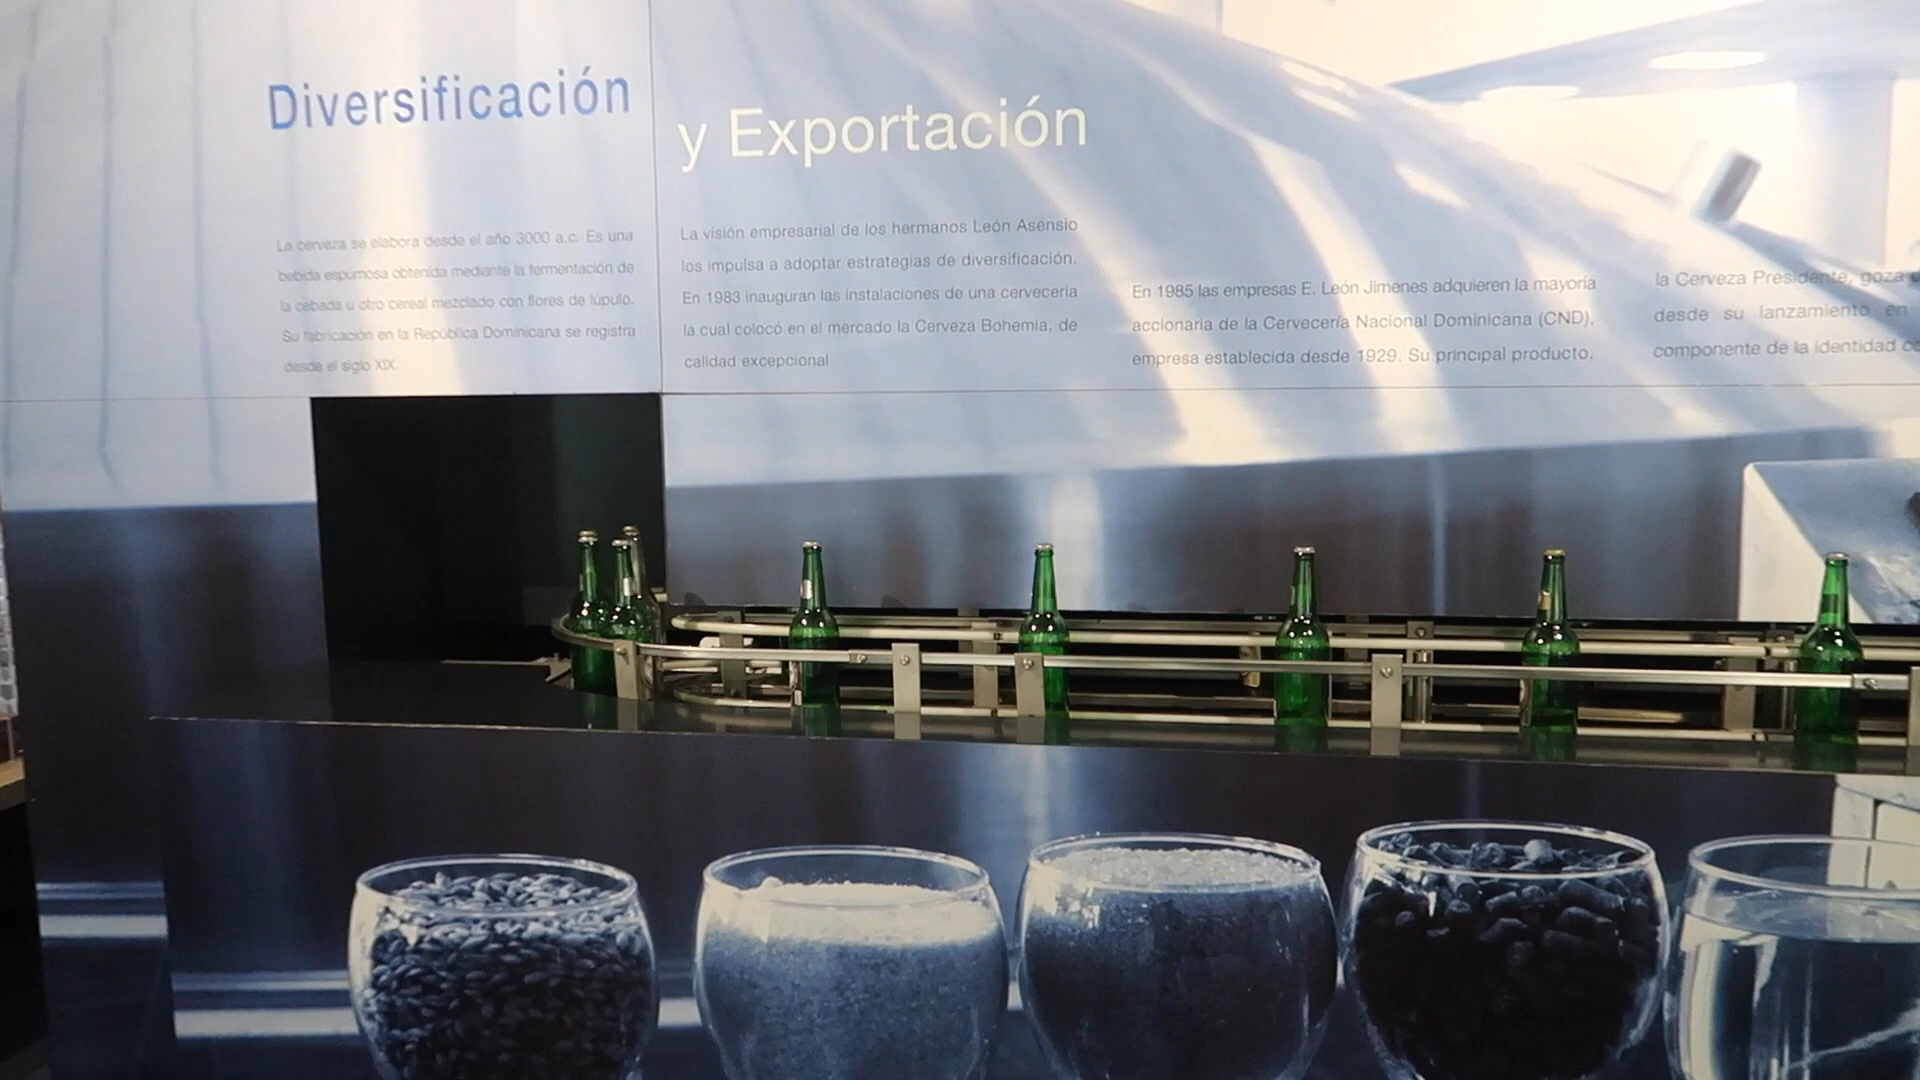 Diversificación
y Exportación
La cerveza se elabora desde el año 3000 a.c. Es una
bebida espumosa obtenida mediante la fermentación de
la cebada u otro cereal mezclado con flores de lúpulo.
Su fabricación en la República Dominicana se registra
desde el siglo XIX.
La visión empresarial de los hermanos León Asensio
los impulsa a adoptar estrategias de diversificación.
En 1983 inauguran las instalaciones de una cervecería
la cual colocó en el mercado la Cerveza Bohemia, de
calidad excepcional
En 1985 las empresas E. León Jimenes adquieren la mayoría
accionaria de la Cervecería Nacional Dominicana (CND),
empresa establecida desde 1929. Su principal producto,
la Cerveza Presidente, goza
desde su lanzamiento en
componente de la identidad